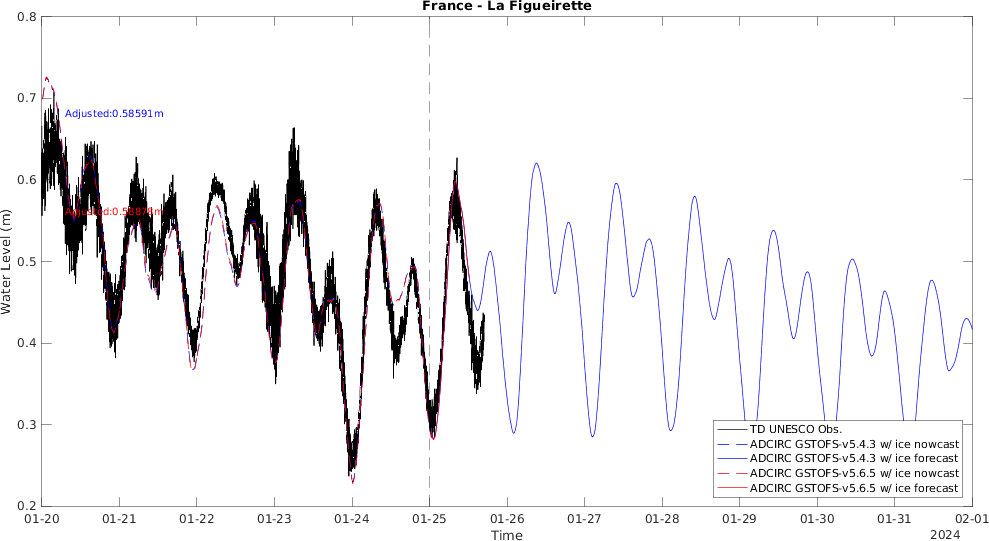 France - La Figueirette
0.8
0.7
0.6
0.5
0.4
0.3
0.2
Water Level (m)
Adjusted:0.58591m
Adjusted:0.53878m
TD UNESCO Obs.
ADCIRC GSTOFS-v5.4.3 w/ ice nowcast
ADCIRC GSTOFS-v5.4.3 w/ ice forecast
ADCIRC GSTOFS-v5.6.5 w/ ice nowcast
ADCIRC GSTOFS-v5.6.5 w/ ice forecast
01-20 01-21 01-22 01-23 01-24 01-25 01-26 01-27 01-28 01-29 01-30 01-31 02-01
Time
2024